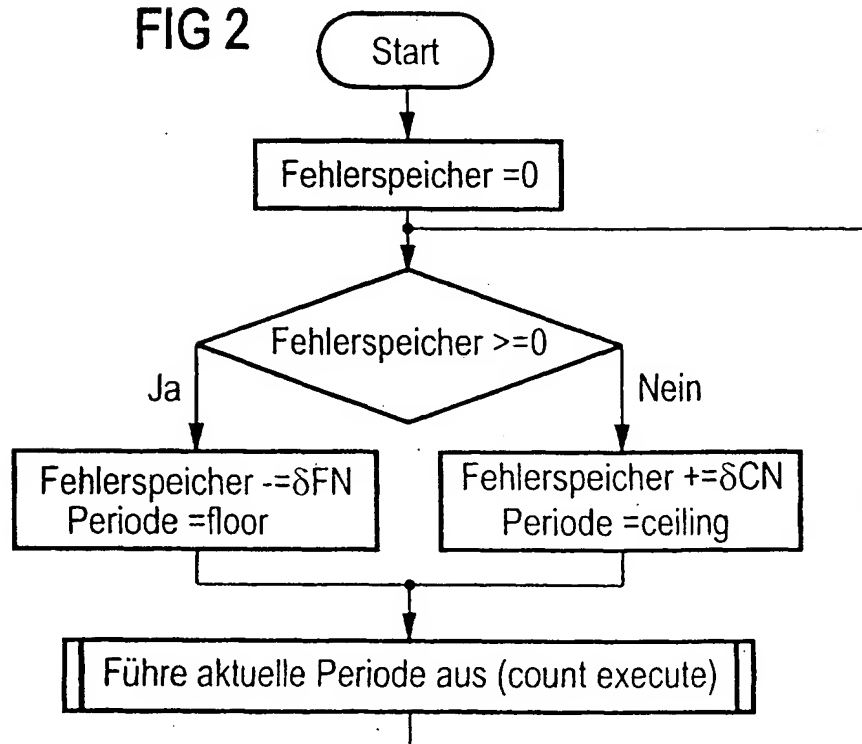 FIG 2
Start
Fehlerspeicher =0
Fehlerspeicher >=0
Ja
Nein
Fehlerspeicher -=δFN
Periode =floor
Fehlerspeicher +=δCN
Periode =ceiling
Führe aktuelle Periode aus (count execute)